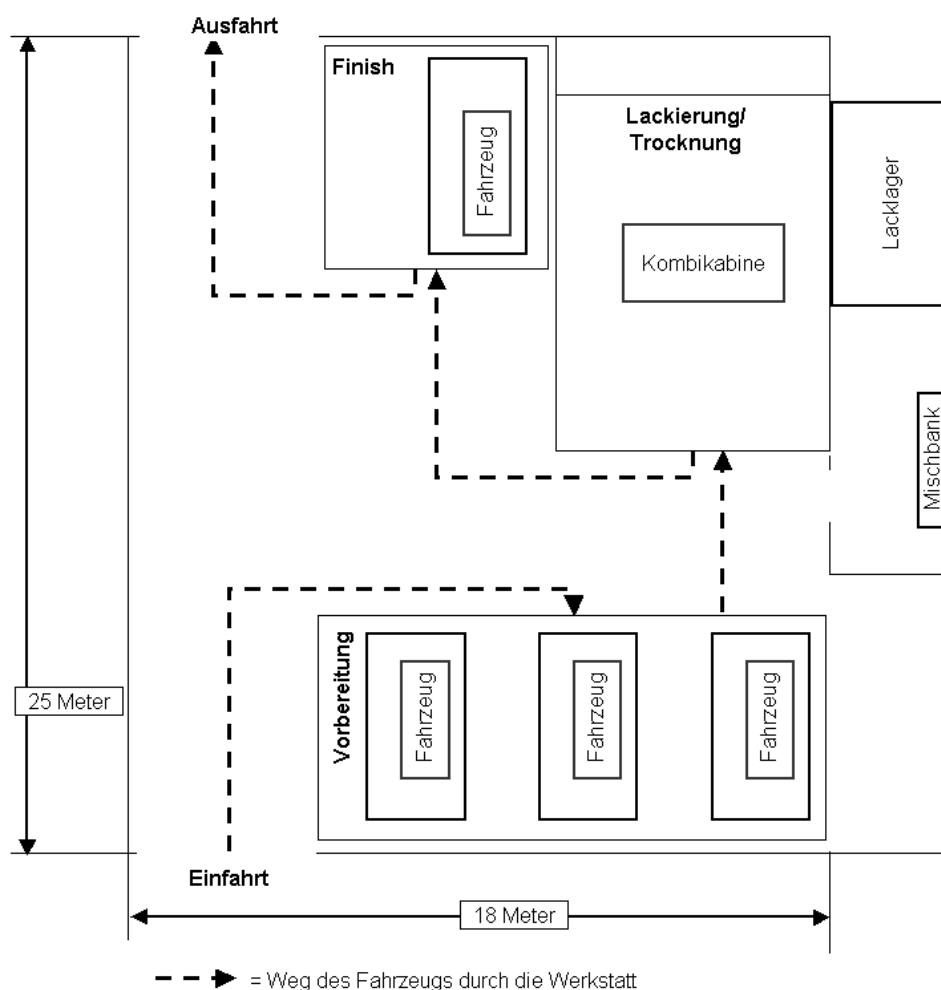 Ausfahrt
Finish
Fahrzeug
Lackierung/
Trocknung
Kombikabine
Lacklager
Mischbank
Vorbereitung
Fahrzeug
Fahrzeug
Fahrzeug
25 Meter
Einfahrt
18 Meter
= Weg des Fahrzeugs durch die Werkstatt